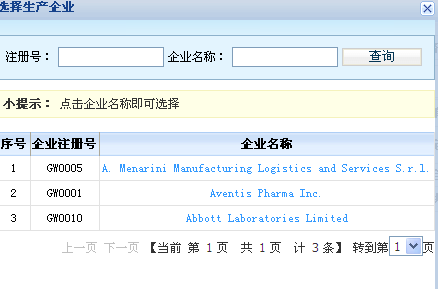 选择生产企业
注册号： 企业名称： 查询
小提示： 点击企业名称即可选择
序号 企业注册号 企业名称
1 GW0005 A. Menarini Manufacturing Logistics and Services S.r.l.
2 GW0001 Aventis Pharma Inc.
3 GW0010 Abbott Laboratories Limited
上一页 下一页 【当前 第 1 页 共 1 页 计 3 条】 转到第 1 页